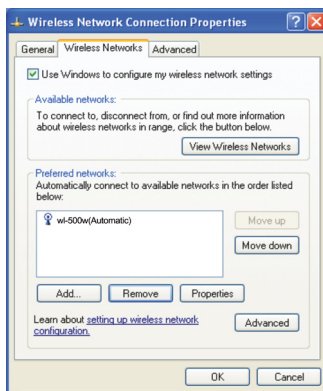 Wireless Network Connection Properties
General Wireless Networks Advanced
Use Windows to configure my wireless network settings
Available networks:
To connect to, disconnect from, or find out more information
about wireless networks in range, click the button below.
View Wireless Networks
Preferred networks:
Automatically connect to available networks in the order listed
below:
wl-500w(Automatic)
Move up
Move down
Add... Remove Properties
Learn about setting up wireless network
configuration.
Advanced
OK Cancel